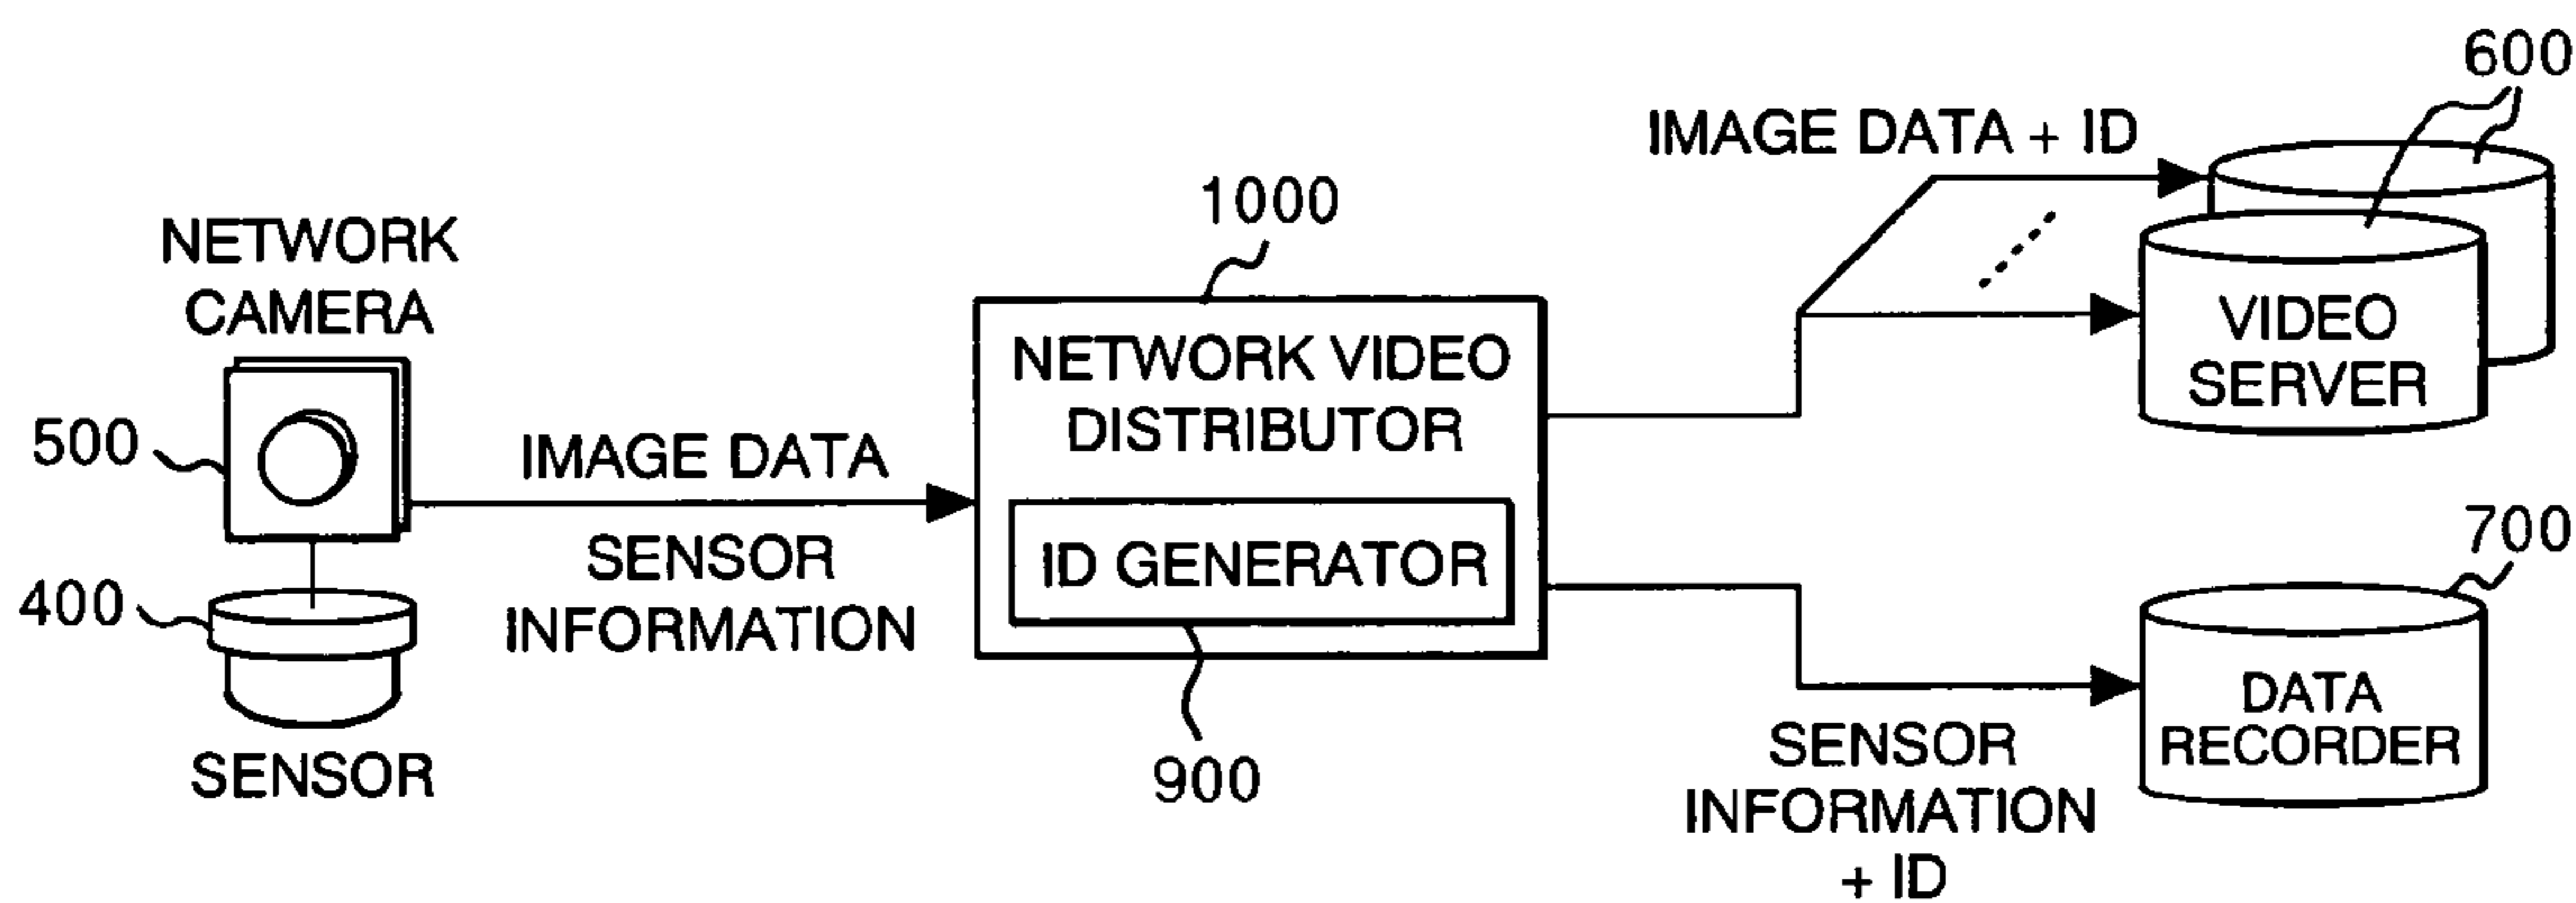 600
IMAGE DATA + ID
1000
NETWORK
CAMERA
NETWORK VIDEO
DISTRIBUTOR
VIDEO
SERVER
500
IMAGE DATA
SENSOR
INFORMATION
ID GENERATOR
700
400
SENSOR
900
DATA
RECORDER
SENSOR
INFORMATION
+ ID